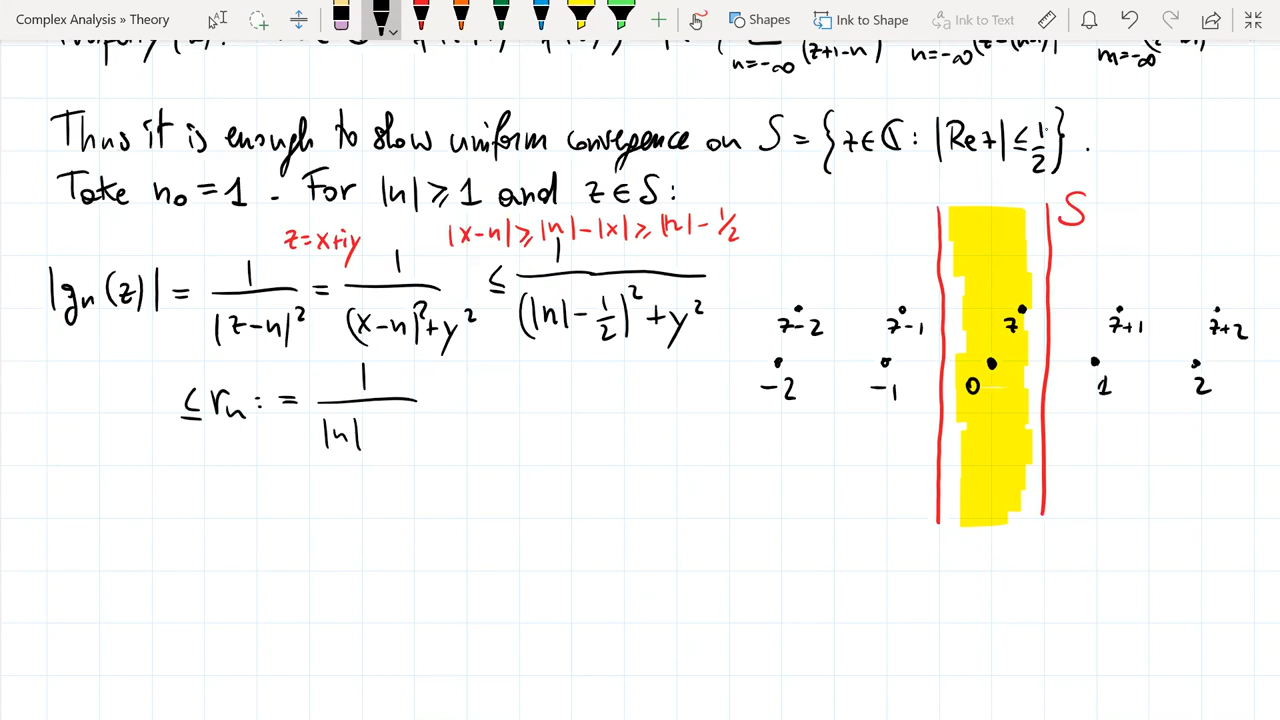 Complex Analysis » Theory
Shapes
Ink to Shape
Ink to Text
(z+1-n)
n=-∞
n=-∞
m=-∞
Thus it is enough to show uniform convegence on S = {z∈ℂ : |Re z| ≤ 1/2} .
Take n₀ = 1 . For |n| ⩾ 1 and z ∈ S :
z=x+iy |x-n| ⩾ |n|-|x| ⩾ |n|-1/2
|gₙ(z)| = 1/|z-n|² = 1/((x-n)²+y²) ≤ 1/((|n|-1/2)²+y²)
≤ rₙ := 1/|n|
S
z-2 z-1 z z+1 z+2
-2 -1 0 1 2